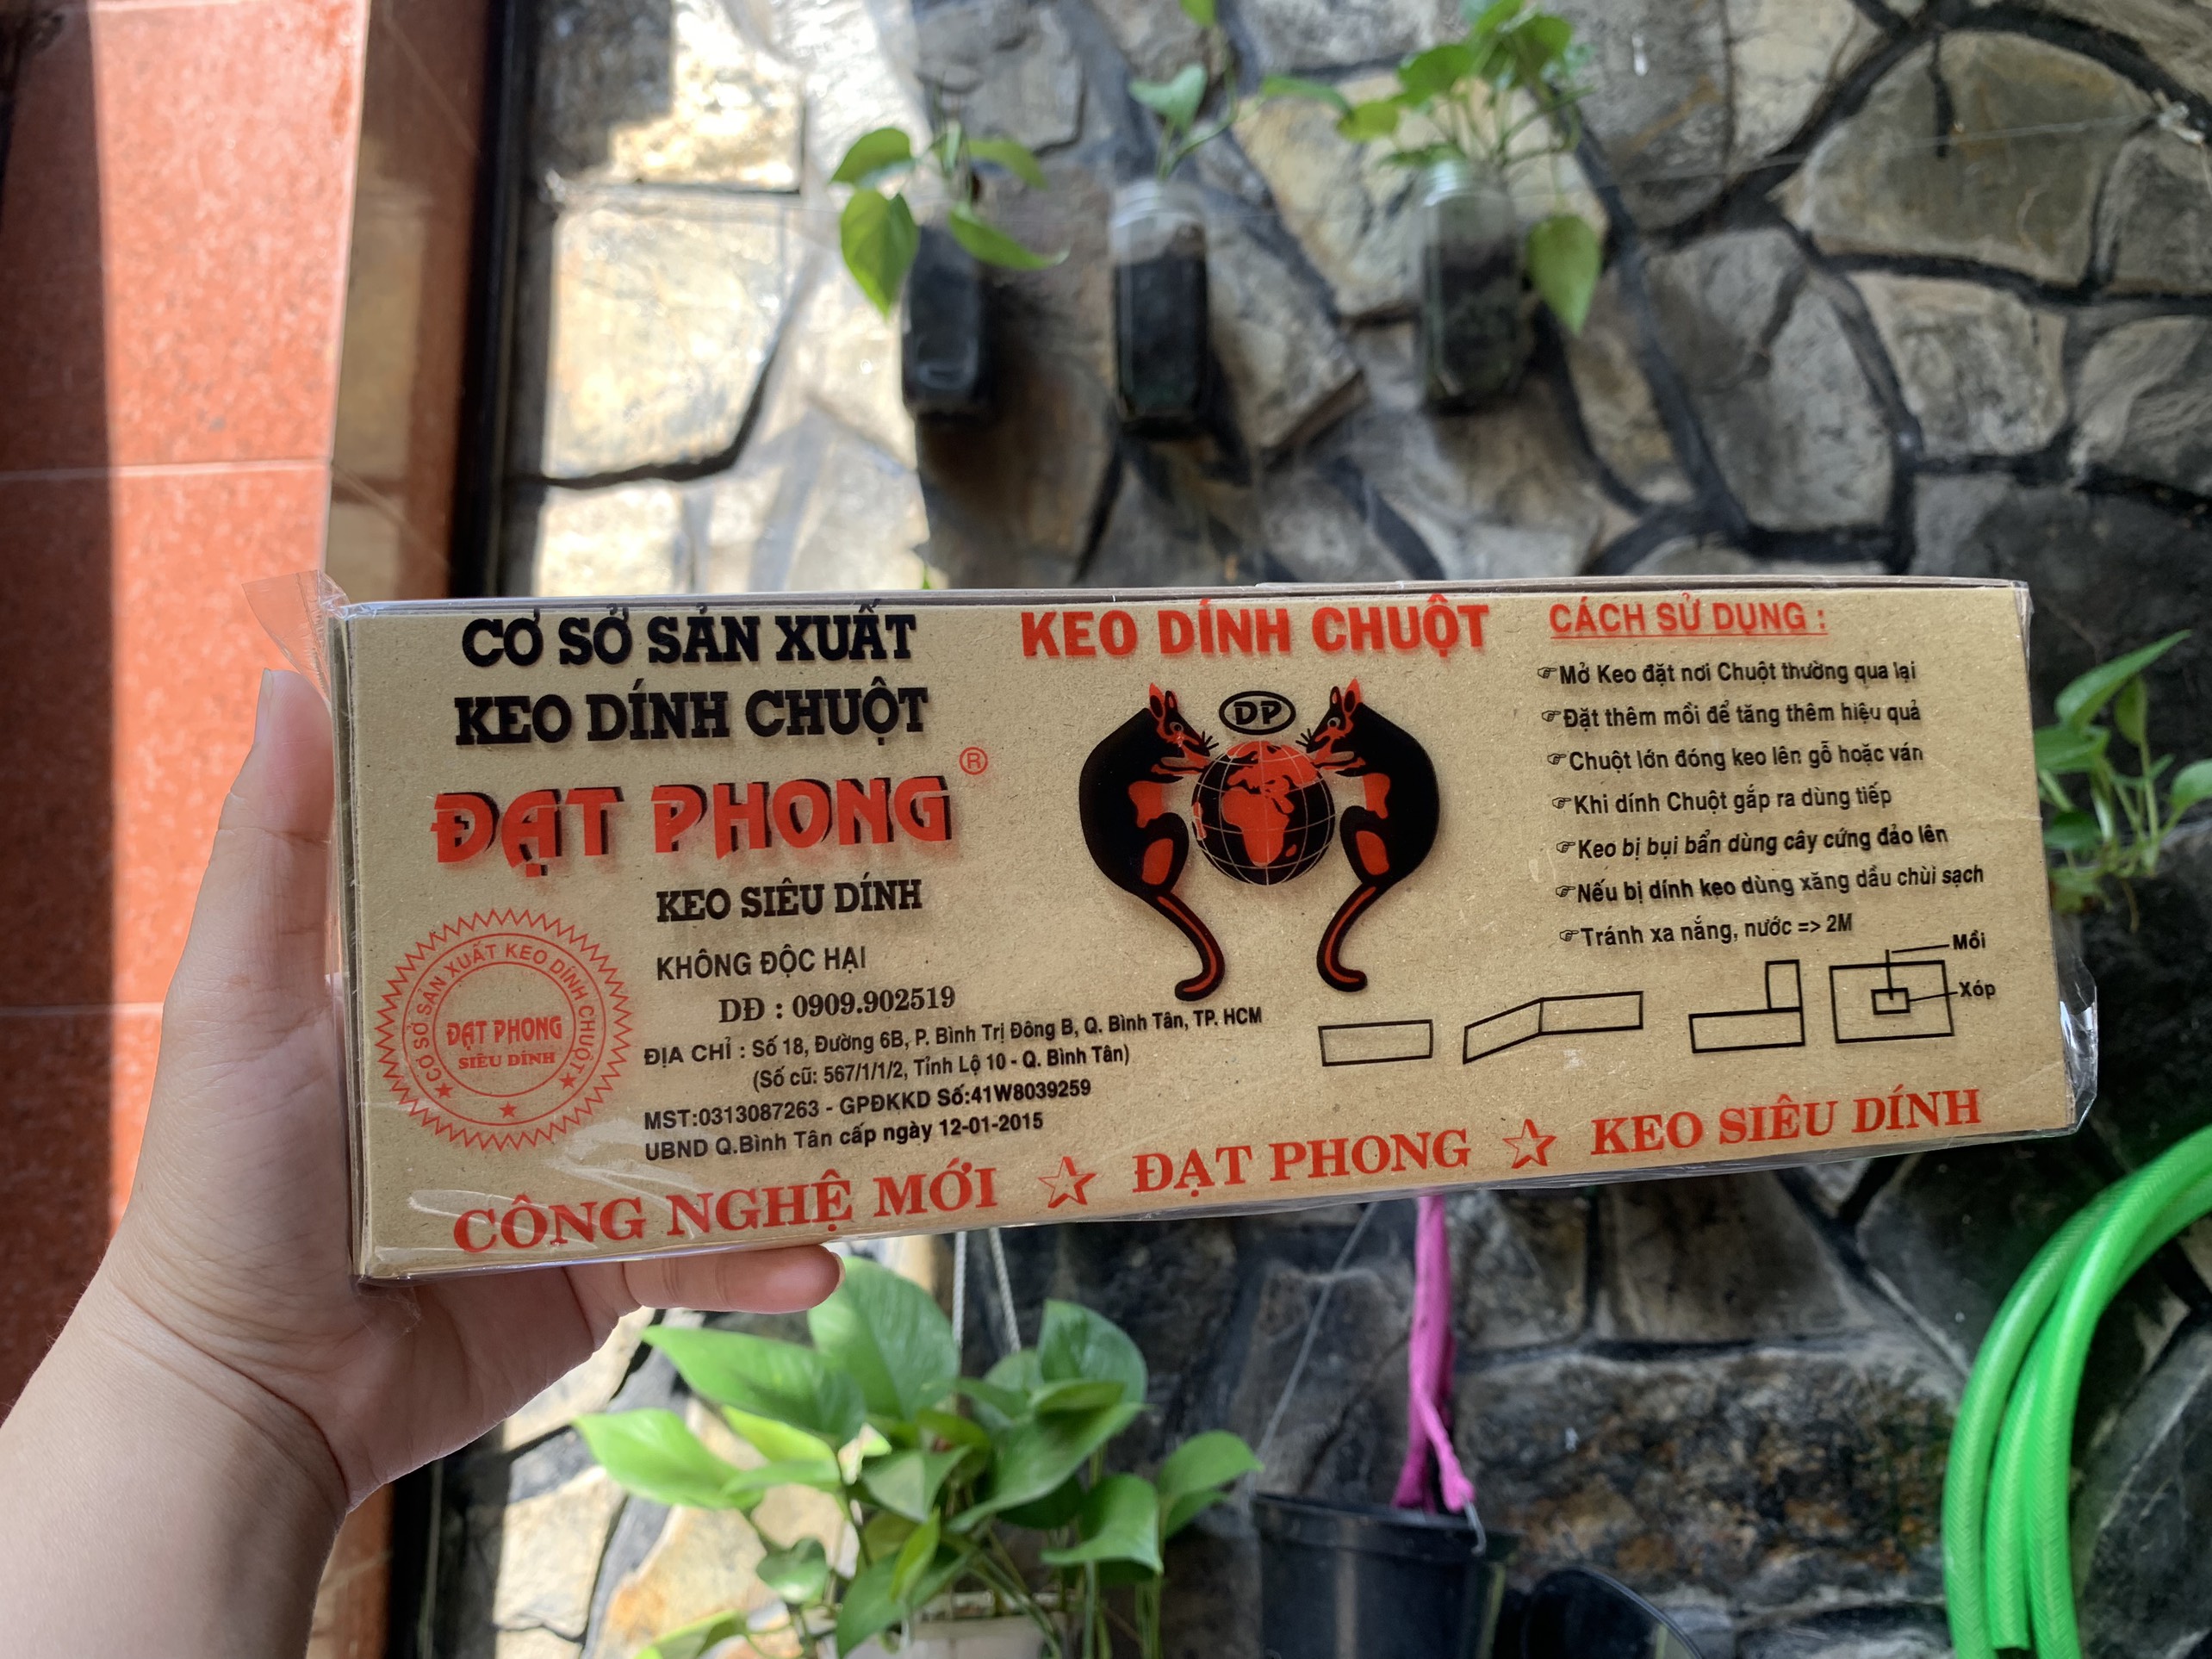 CƠ SỞ SẢN XUẤT
KEO DÍNH CHUỘT
ĐẠT PHONG ®
KEO SIÊU DÍNH
KHÔNG ĐỘC HẠI
DĐ : 0909.902519
ĐỊA CHỈ : Số 18, Đường 6B, P. Bình Trị Đông B, Q. Bình Tân, TP. HCM
(Số cũ: 567/1/1/2, Tỉnh Lộ 10 - Q. Bình Tân)
MST:0313087263 - GPĐKKD Số:41W8039259
UBND Q.Bình Tân cấp ngày 12-01-2015
CƠ SỞ SẢN XUẤT KEO DÍNH CHUỘT
ĐẠT PHONG
SIÊU DÍNH
KEO DÍNH CHUỘT
DP
CÁCH SỬ DỤNG :
Mở Keo đặt nơi Chuột thường qua lại
Đặt thêm mồi để tăng thêm hiệu quả
Chuột lớn đóng keo lên gỗ hoặc ván
Khi dính Chuột gắp ra dùng tiếp
Keo bị bụi bẩn dùng cây cứng đảo lên
Nếu bị dính keo dùng xăng dầu chùi sạch
Tránh xa nắng, nước => 2M
Mồi
Xóp
CÔNG NGHỆ MỚI ☆ ĐẠT PHONG ☆ KEO SIÊU DÍNH